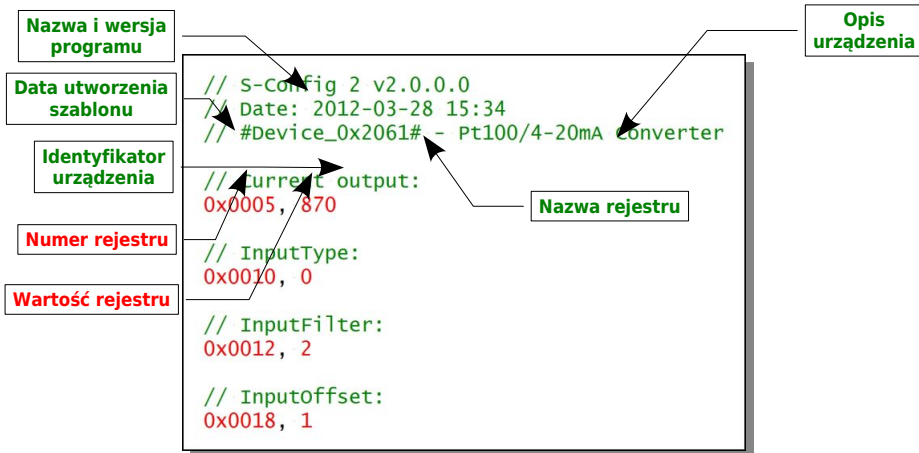 Nazwa i wersja
programu
Opis
urządzenia
Data utworzenia
szablonu
Identyfikator
urządzenia
Numer rejestru
Wartość rejestru
Nazwa rejestru
// S-Config 2 v2.0.0.0
// Date: 2012-03-28 15:34
// #Device_0x2061# - Pt100/4-20mA Converter
// Current output:
0x0005, 870
// InputType:
0x0010, 0
// InputFilter:
0x0012, 2
// InputOffset:
0x0018, 1